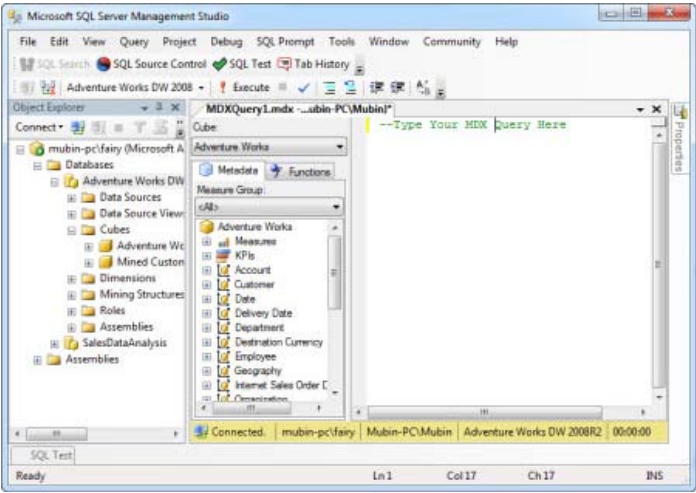 Microsoft SQL Server Management Studio
File Edit View Query Project Debug SQL Prompt Tools Window Community Help
SQL Search SQL Source Control SQL Test Tab History
Adventure Works DW 2008 Execute
Object Explorer
Connect
mubin-pc\fairy (Microsoft A
Databases
Adventure Works DW
Data Sources
Data Source View
Cubes
Adventure Wc
Mined Custon
Dimensions
Mining Structures
Roles
Assemblies
SalesDataAnalysis
Assemblies
MDXQuery1.mdx -...ubin-PC\Mubin)*
Cube:
Adventure Works
Metadata Functions
Measure Group:
<All>
Adventure Works
Measures
KPIs
Account
Customer
Date
Delivery Date
Department
Destination Currency
Employee
Geography
Internet Sales Order D
Organization
--Type Your MDX Query Here
Properties
Connected. mubin-pc\fairy Mubin-PC\Mubin Adventure Works DW 2008R2 00:00:00
SQL Test
Ready Ln 1 Col 17 Ch 17 INS